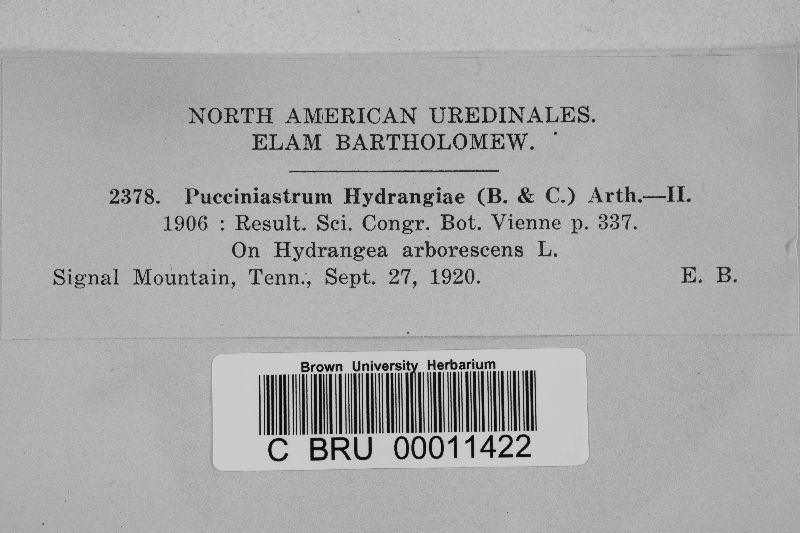 NORTH AMERICAN UREDINALES.
ELAM BARTHOLOMEW.
2378. Pucciniastrum Hydrangiae (B. & C.) Arth.—II.
1906 : Result. Sci. Congr. Bot. Vienne p. 337.
On Hydrangea arborescens L.
Signal Mountain, Tenn., Sept. 27, 1920. E. B.
Brown University Herbarium
C BRU 00011422